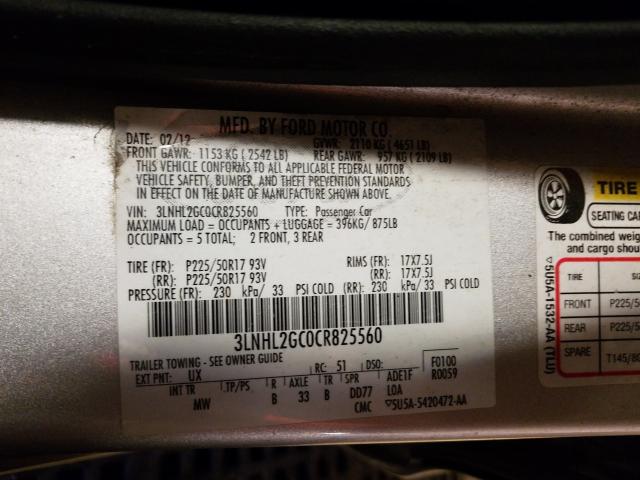 MFD. BY FORD MOTOR CO.
DATE: 02/12 GVWR: 2110 KG ( 4651 LB)
FRONT GAWR: 1153 KG ( 2542 LB) REAR GAWR: 957 KG ( 2109 LB)
THIS VEHICLE CONFORMS TO ALL APPLICABLE FEDERAL MOTOR
VEHICLE SAFETY, BUMPER, AND THEFT PREVENTION STANDARDS
IN EFFECT ON THE DATE OF MANUFACTURE SHOWN ABOVE.
VIN: 3LNHL2GC0CR825560 TYPE: Passenger Car
MAXIMUM LOAD = OCCUPANTS + LUGGAGE = 396KG/ 875LB
OCCUPANTS = 5 TOTAL; 2 FRONT, 3 REAR
TIRE (FR): P225/50R17 93V RIMS (FR): 17X7.5J
(RR): P225/50R17 93V (RR): 17X7.5J
PRESSURE (FR): 230 kPa/ 33 PSI COLD (RR): 230 kPa/ 33 PSI COLD
3LNHL2GC0CR825560
TRAILER TOWING - SEE OWNER GUIDE
EXT PNT: UX RC: 51 DSO: F0100
R0059
INT TR TP/PS R AXLE TR SPR ADE1F
MW B 33 B DD77 LOA
CMC ▽5U5A-5420472-AA
TIRE
SEATING CA
The combined weig
and cargo shou
▽5U5A-1532-AA (TLU)
TIRE
FRONT P225/5
REAR P225/5
SPARE T145/80